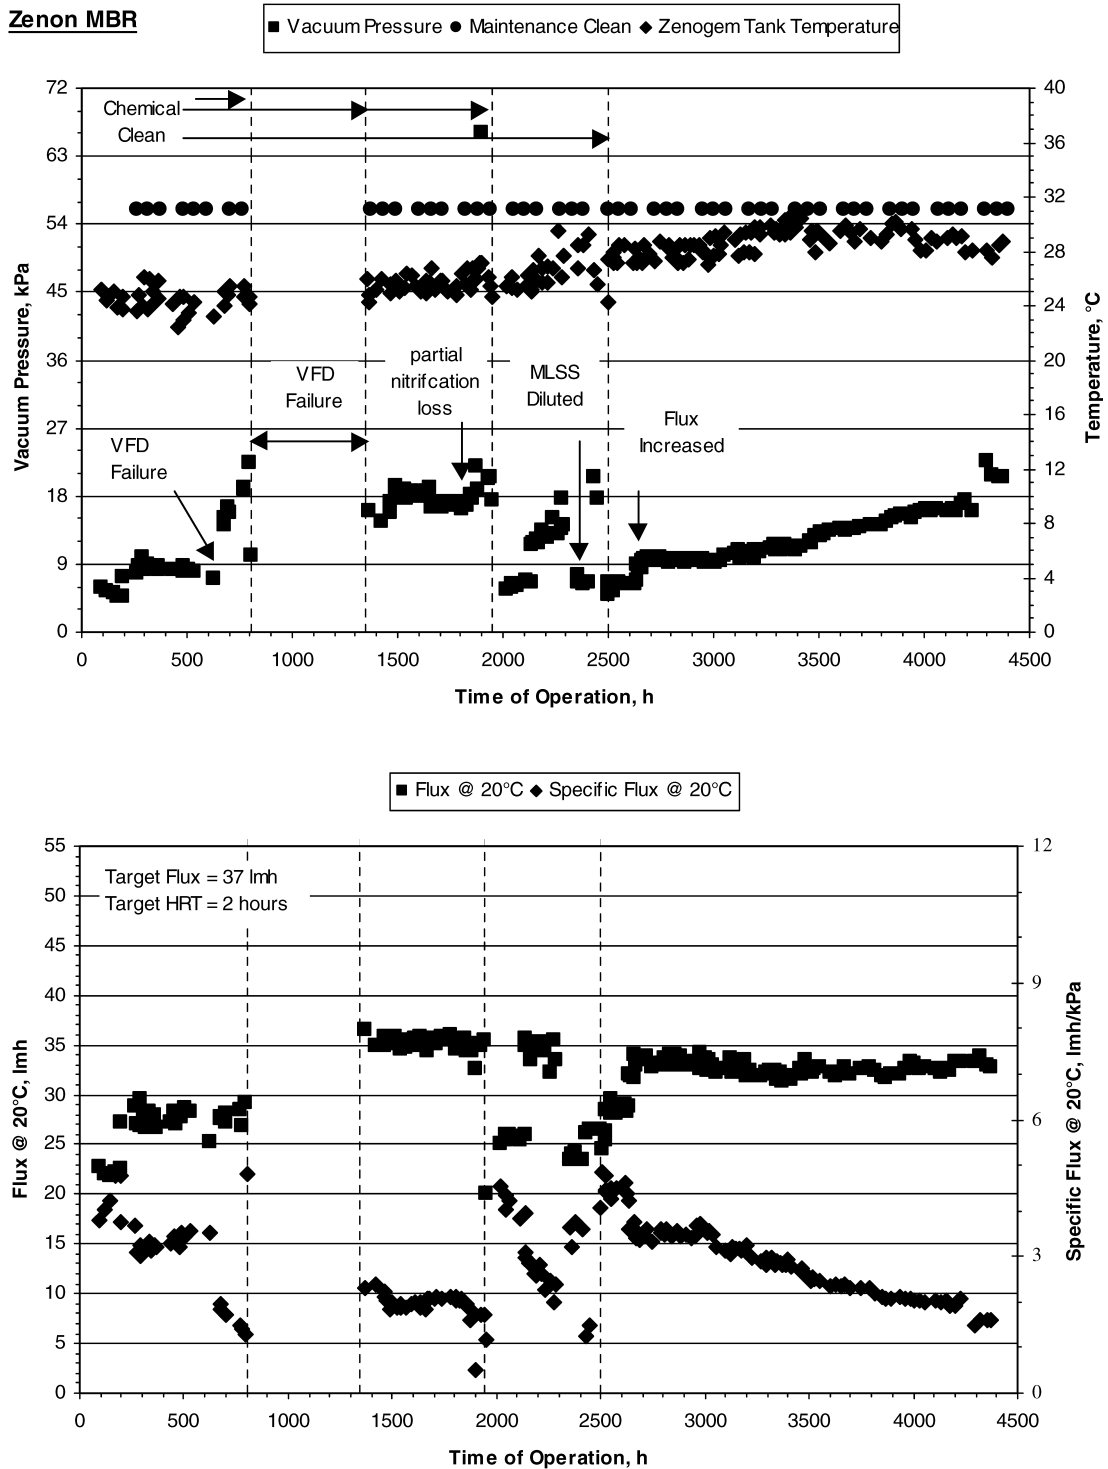 Zenon MBR
Vacuum Pressure Maintenance Clean Zenogem Tank Temperature
72
63
54
45
36
27
18
9
0
Vacuum Pressure, kPa
Chemical
Clean
VFD
Failure
VFD
Failure
partial
nitrifcation
loss
MLSS
Diluted
Flux
Increased
40
36
32
28
24
20
16
12
8
4
0
Temperature, °C
0 500 1000 1500 2000 2500 3000 3500 4000 4500
Time of Operation, h
Flux @ 20°C Specific Flux @ 20°C
55
50
45
40
35
30
25
20
15
10
5
0
Flux @ 20°C, lmh
Target Flux = 37 lmh
Target HRT = 2 hours
12
9
6
3
0
Specific Flux @ 20°C, lmh/kPa
0 500 1000 1500 2000 2500 3000 3500 4000 4500
Time of Operation, h